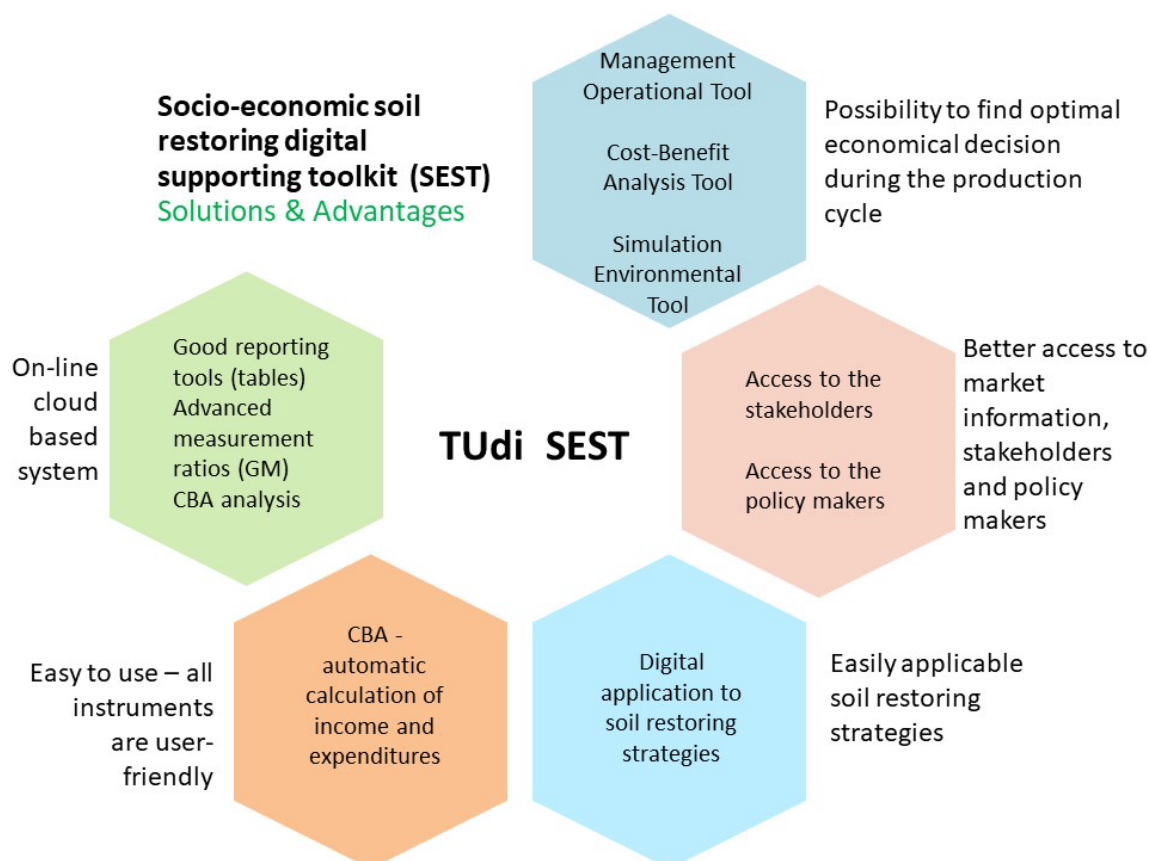 Socio-economic soil
restoring digital
supporting toolkit (SEST)
Solutions & Advantages
Management
Operational Tool
Cost-Benefit
Analysis Tool
Simulation
Environmental
Tool
Possibility to find optimal
economical decision
during the production
cycle
On-line
cloud
based
system
Good reporting
tools (tables)
Advanced
measurement
ratios (GM)
CBA analysis
TUdi SEST
Access to the
stakeholders
Access to the
policy makers
Better access to
market
information,
stakeholders
and policy
makers
Easy to use – all
instruments
are user-
friendly
CBA -
automatic
calculation of
income and
expenditures
Digital
application to
soil restoring
strategies
Easily applicable
soil restoring
strategies